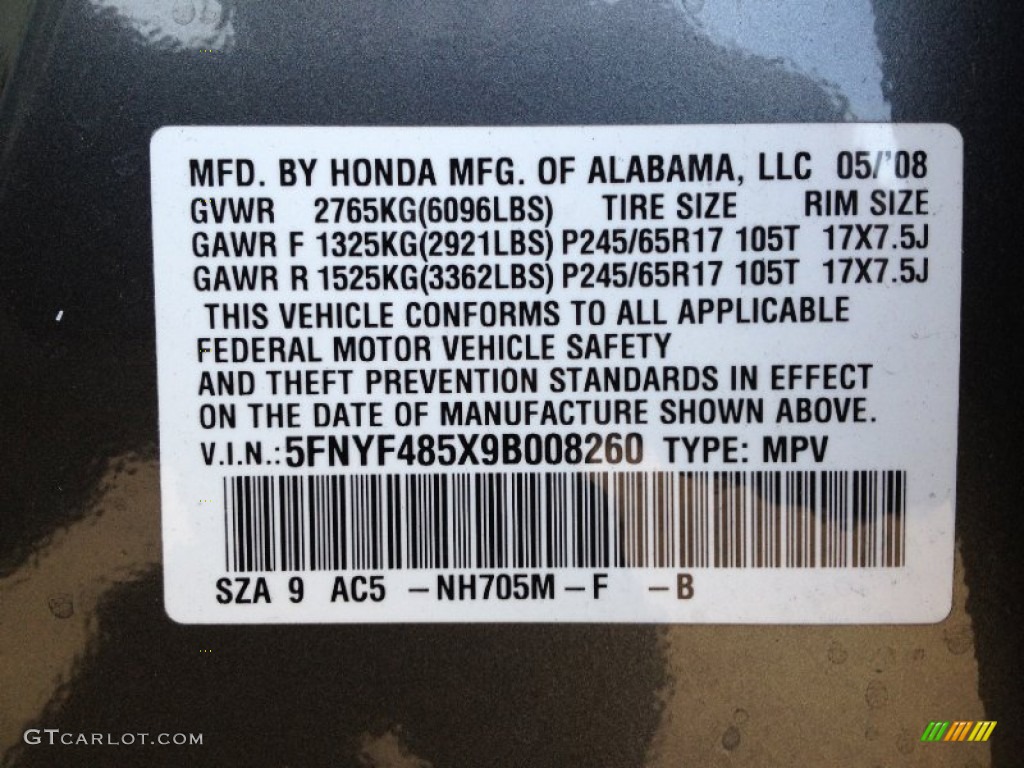 MFD. BY HONDA MFG. OF ALABAMA, LLC 05/'08
GVWR 2765KG(6096LBS) TIRE SIZE RIM SIZE
GAWR F 1325KG(2921LBS) P245/65R17 105T 17X7.5J
GAWR R 1525KG(3362LBS) P245/65R17 105T 17X7.5J
THIS VEHICLE CONFORMS TO ALL APPLICABLE
FEDERAL MOTOR VEHICLE SAFETY
AND THEFT PREVENTION STANDARDS IN EFFECT
ON THE DATE OF MANUFACTURE SHOWN ABOVE.
V.I.N.:5FNYF485X9B008260 TYPE: MPV
SZA 9 AC5 –NH705M–F –B
GTCARLOT.COM